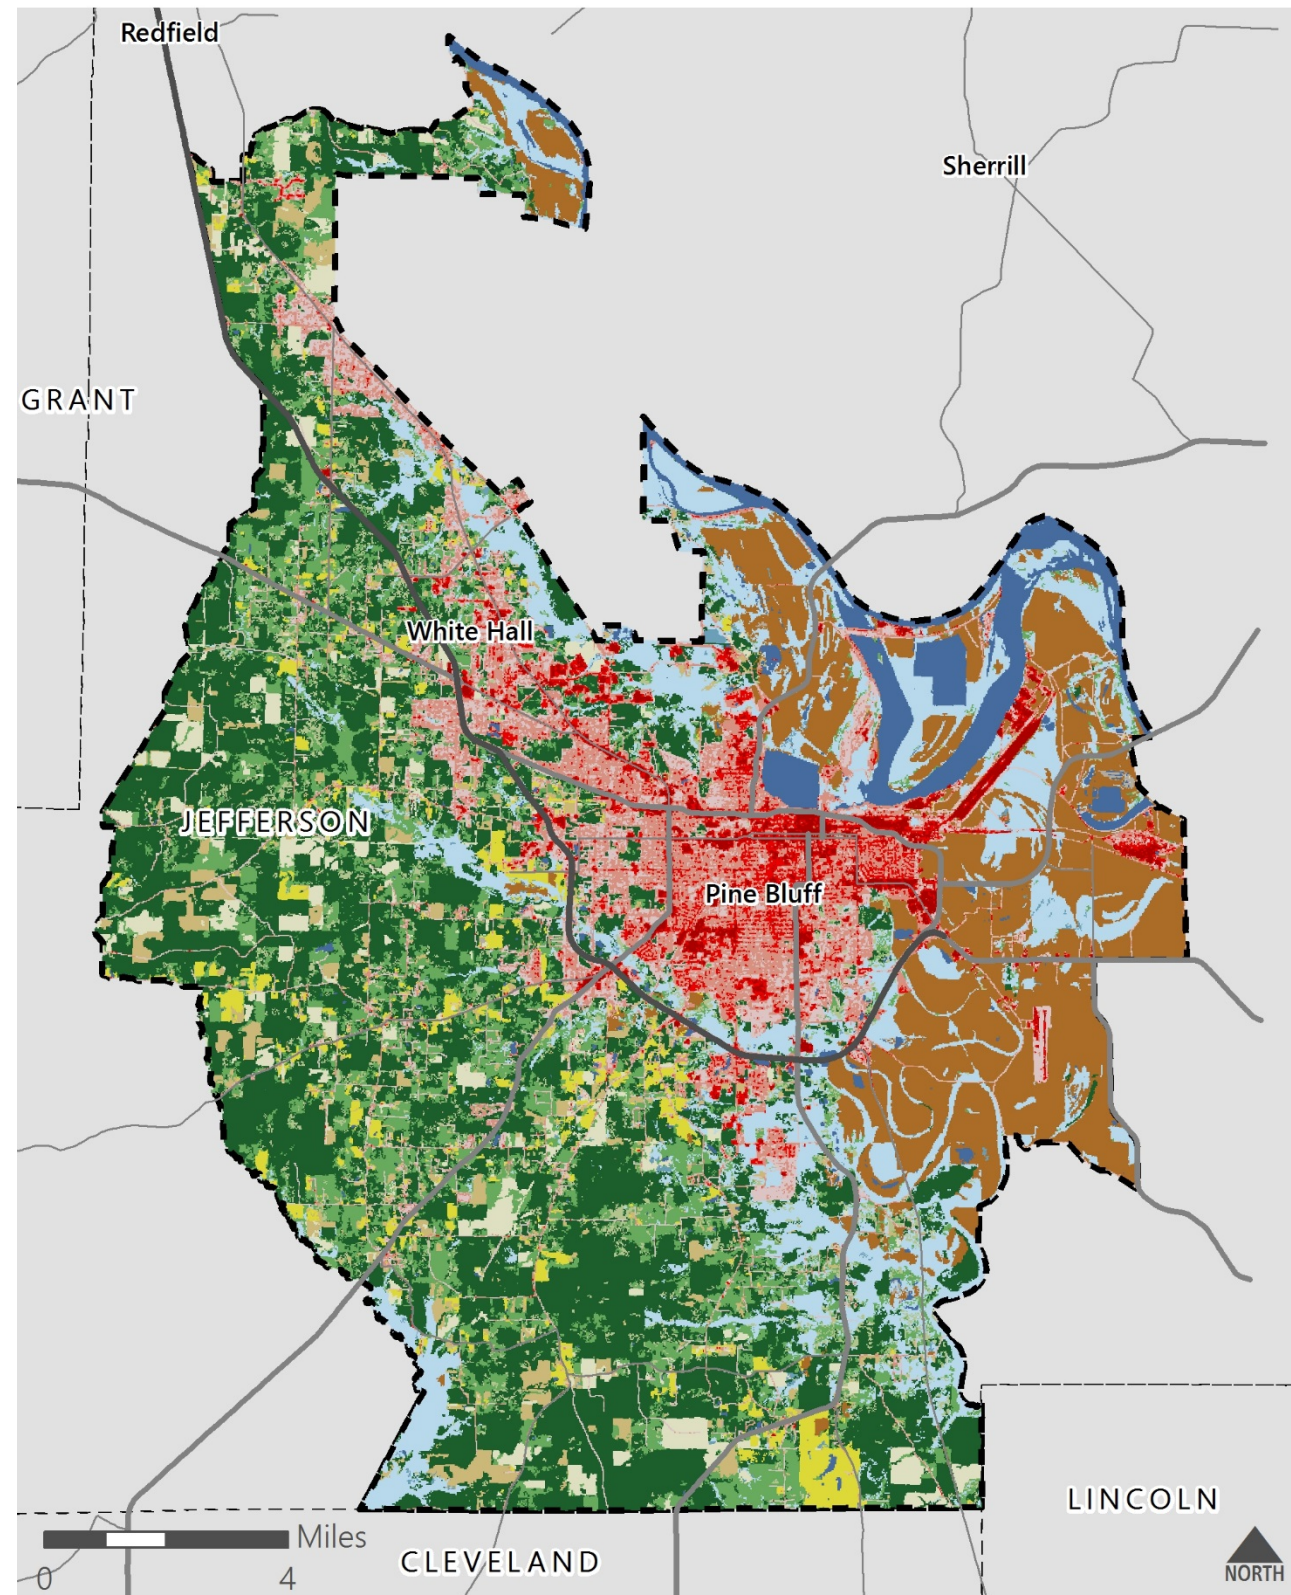 Redfield
Sherrill
GRANT
White Hall
JEFFERSON
Pine Bluff
LINCOLN
Miles
CLEVELAND
0 4
NORTH